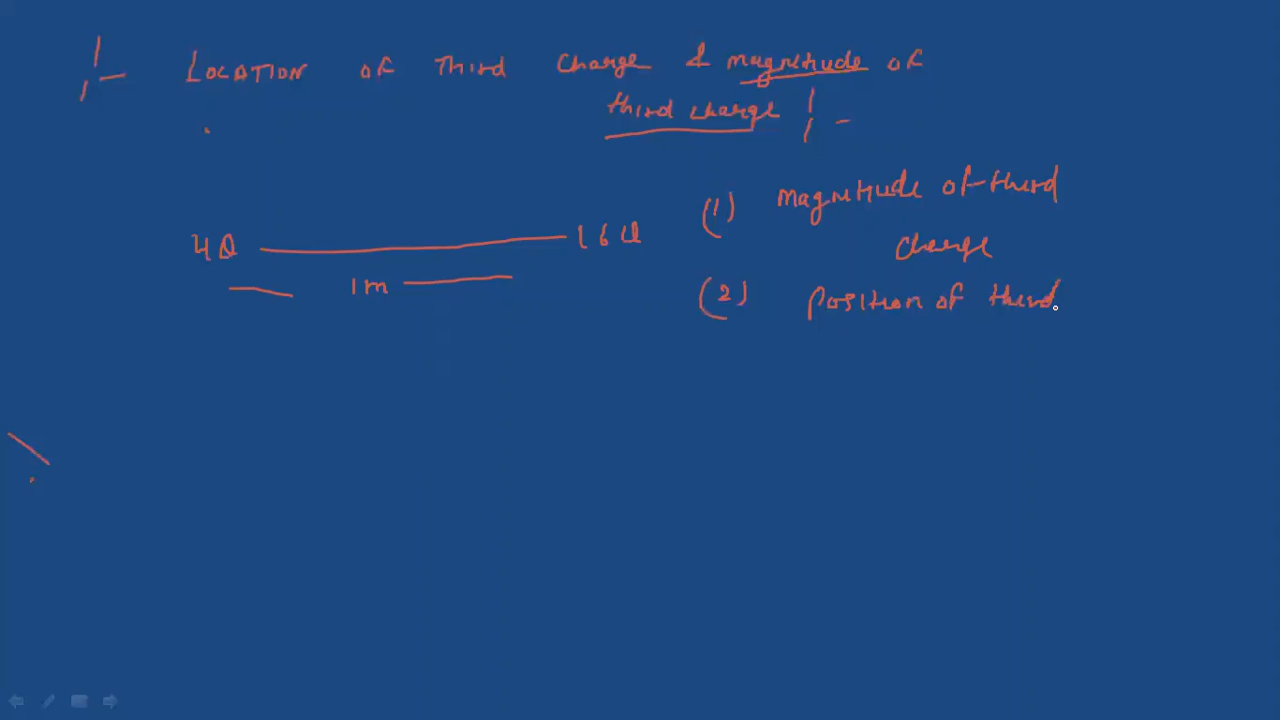 :- LOCATION OF Third Charge & magnitude of
third charge :-
4Q 16Q
1m
(1) magnitude of third
charge
(2) position of third